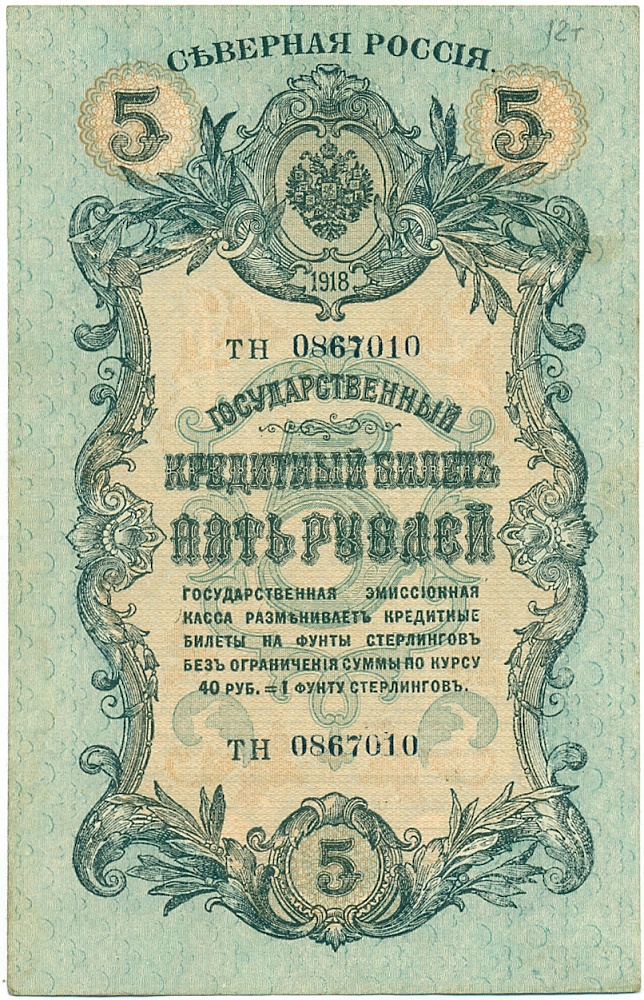 12т
СѢВЕРНАЯ РОССІЯ.
5 5
1918
ТН 0867010
ГОСУДАРСТВЕННЫЙ
КРЕДИТНЫЙ БИЛЕТЪ
ПЯТЬ РУБЛЕЙ
ГОСУДАРСТВЕННАЯ ЭМИССІОННАЯ
КАССА РАЗМѢНИВАЕТЪ КРЕДИТНЫЕ
БИЛЕТЫ НА ФУНТЫ СТЕРЛИНГОВЪ
БЕЗЪ ОГРАНИЧЕНІЯ СУММЫ ПО КУРСУ
40 РУБ. = 1 ФУНТУ СТЕРЛИНГОВЪ.
ТН 0867010
5